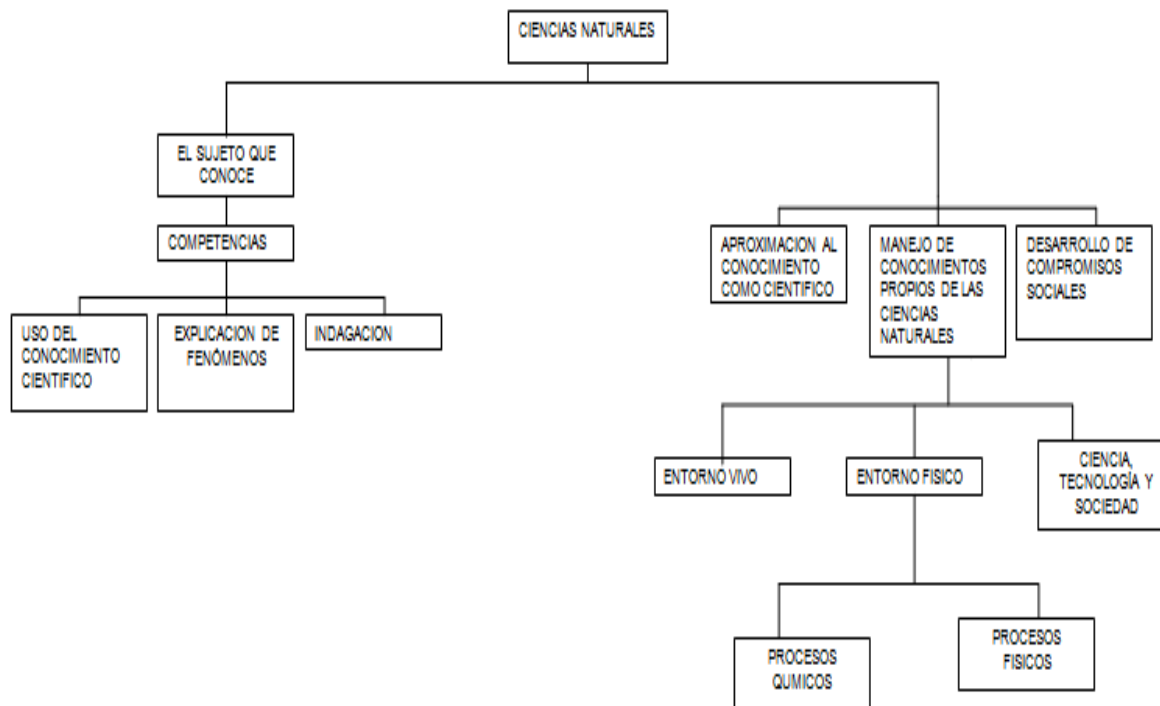 CIENCIAS NATURALES
EL SUJETO QUE
CONOCE
COMPETENCIAS
USO DEL
CONOCIMIENTO
CIENTIFICO
EXPLICACION DE
FENÓMENOS
INDAGACION
APROXIMACION AL
CONOCIMIENTO
COMO CIENTIFICO
MANEJO DE
CONOCIMIENTOS
PROPIOS DE LAS
CIENCIAS
NATURALES
DESARROLLO DE
COMPROMISOS
SOCIALES
ENTORNO VIVO
ENTORNO FISICO
CIENCIA,
TECNOLOGÍA Y
SOCIEDAD
PROCESOS
QUMICOS
PROCESOS
FISICOS